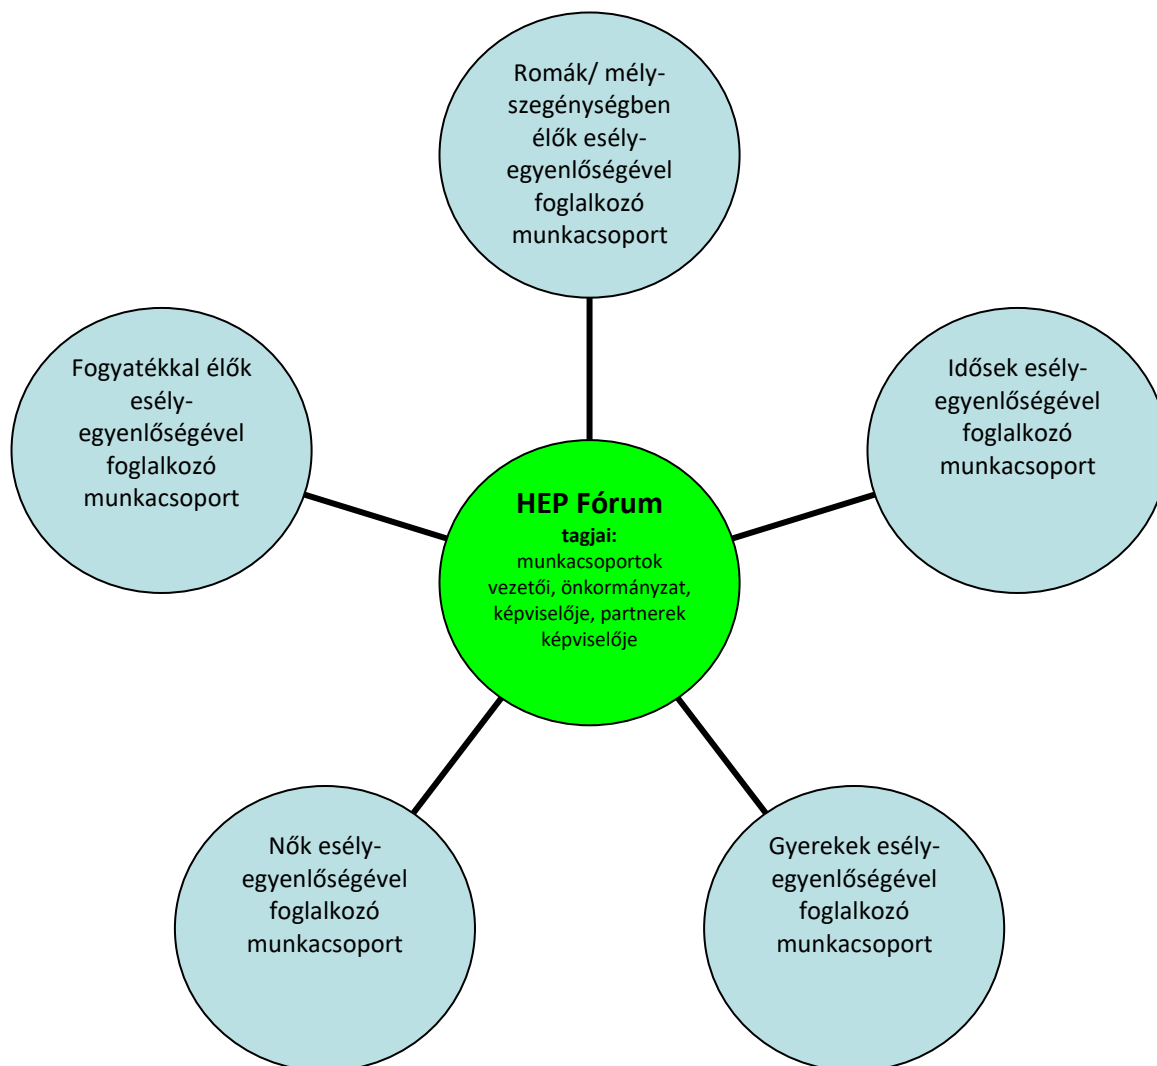 Romák/ mély-
szegénységben
élők esély-
egyenlőségével
foglalkozó
munkacsoport
Fogyatékkal élők
esély-
egyenlőségével
foglalkozó
munkacsoport
Idősek esély-
egyenlőségével
foglalkozó
munkacsoport
HEP Fórum
tagjai:
munkacsoportok
vezetői, önkormányzat,
képviselője, partnerek
képviselője
Nők esély-
egyenlőségével
foglalkozó
munkacsoport
Gyerekek esély-
egyenlőségével
foglalkozó
munkacsoport